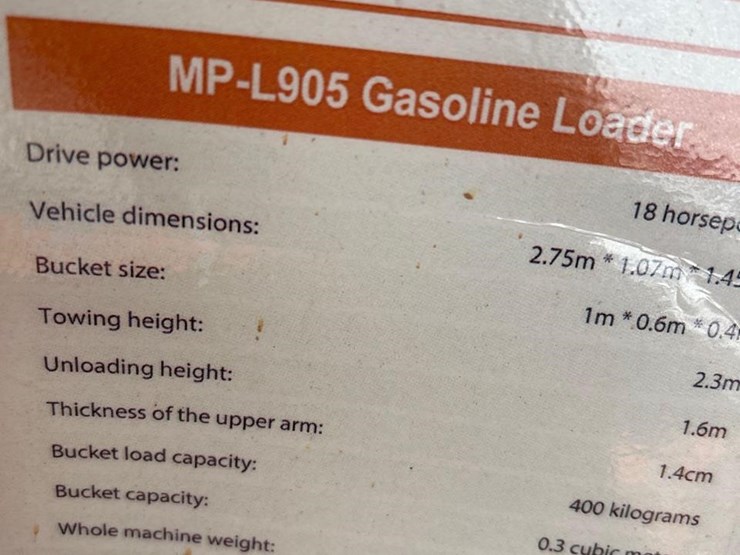 MP-L905 Gasoline Loader
Drive power: 18
Vehicle dimensions: 2.75m * 1.07m *
Bucket size: 1m * 0.6m *
Towing height: 2.3m
Unloading height: 1.6m
Thickness of the upper arm: 1.4cm
Bucket load capacity: 400 kilograms
Bucket capacity: 0.3 cubic
Whole machine weight: